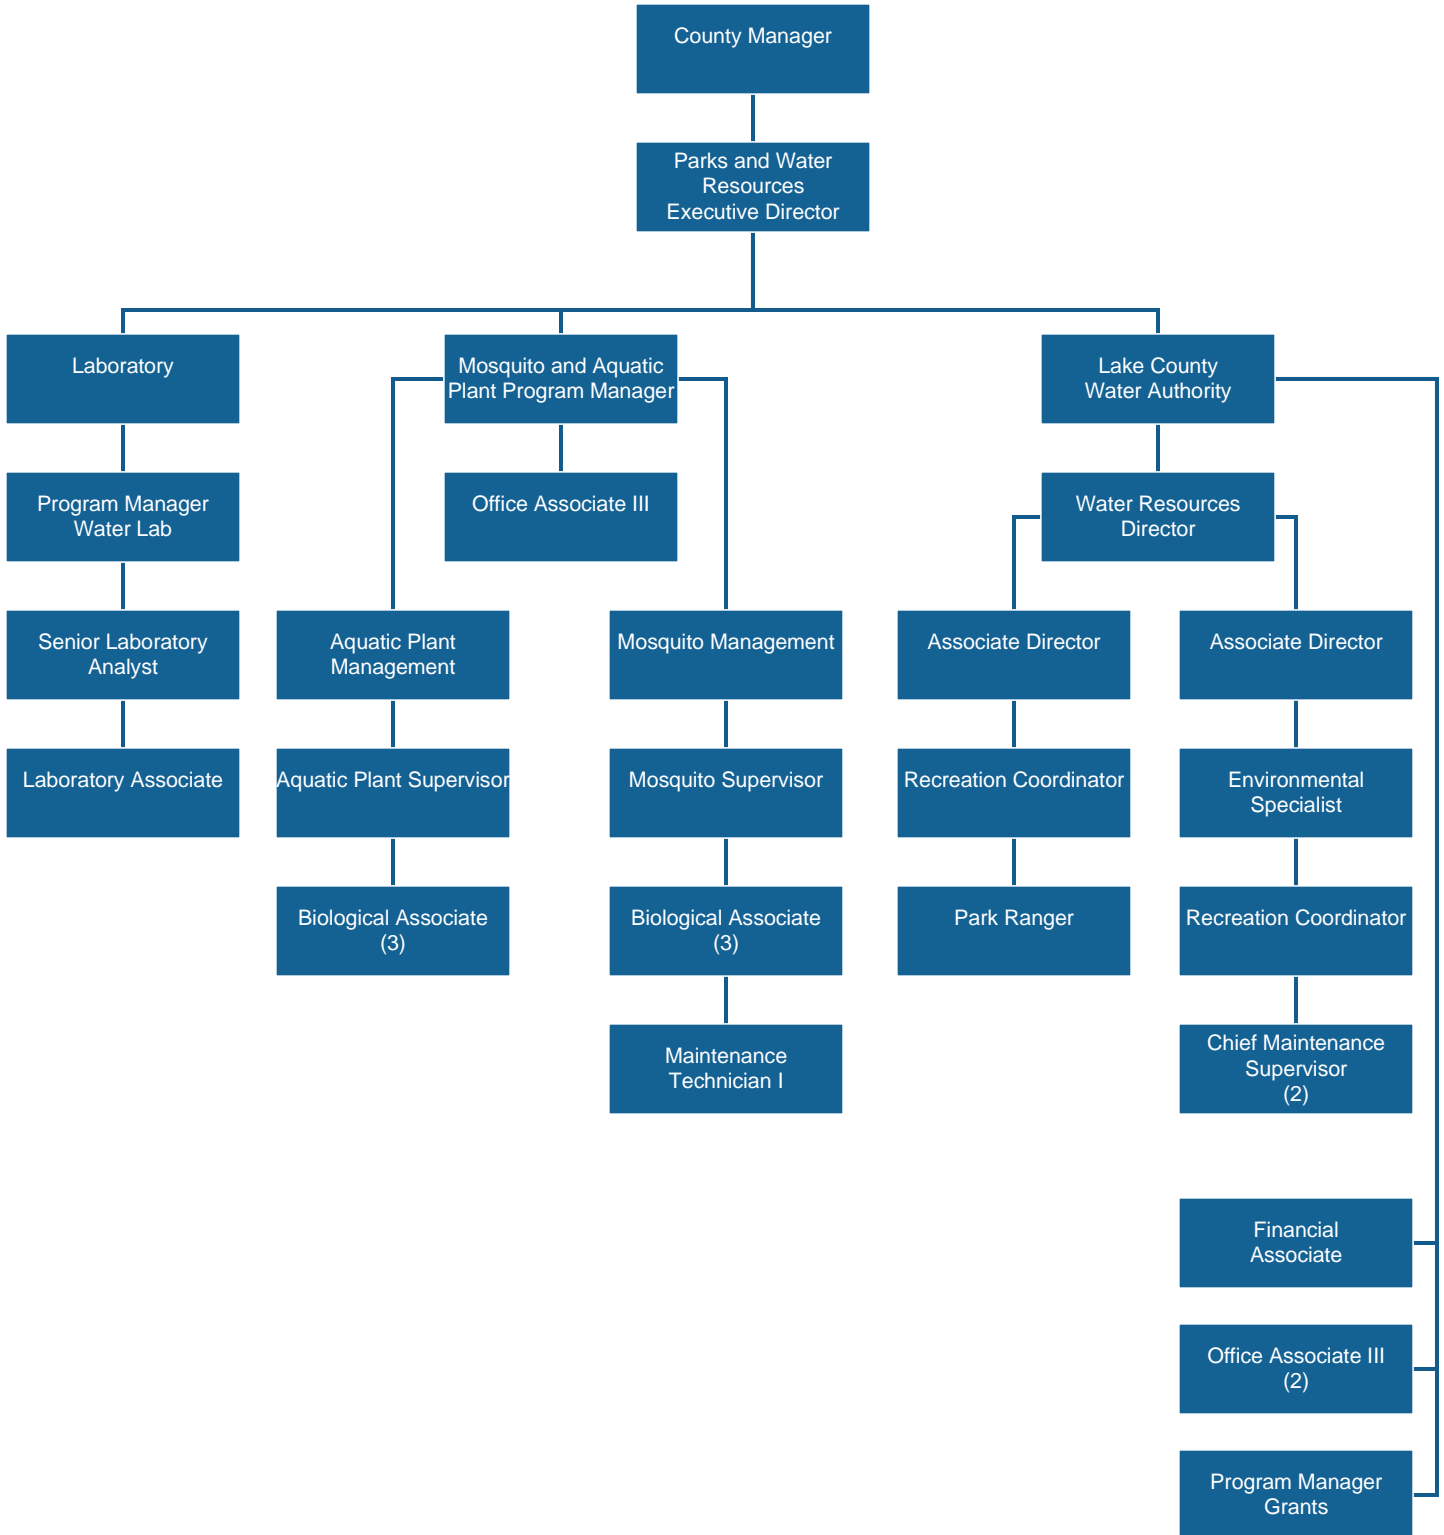 County Manager
Parks and Water
Resources
Executive Director
Laboratory
Mosquito and Aquatic
Plant Program Manager
Lake County
Water Authority
Program Manager
Water Lab
Office Associate III
Water Resources
Director
Senior Laboratory
Analyst
Aquatic Plant
Management
Mosquito Management
Associate Director
Associate Director
Laboratory Associate
Aquatic Plant Supervisor
Mosquito Supervisor
Recreation Coordinator
Environmental
Specialist
Biological Associate
(3)
Biological Associate
(3)
Park Ranger
Recreation Coordinator
Maintenance
Technician I
Chief Maintenance
Supervisor
(2)
Financial
Associate
Office Associate III
(2)
Program Manager
Grants